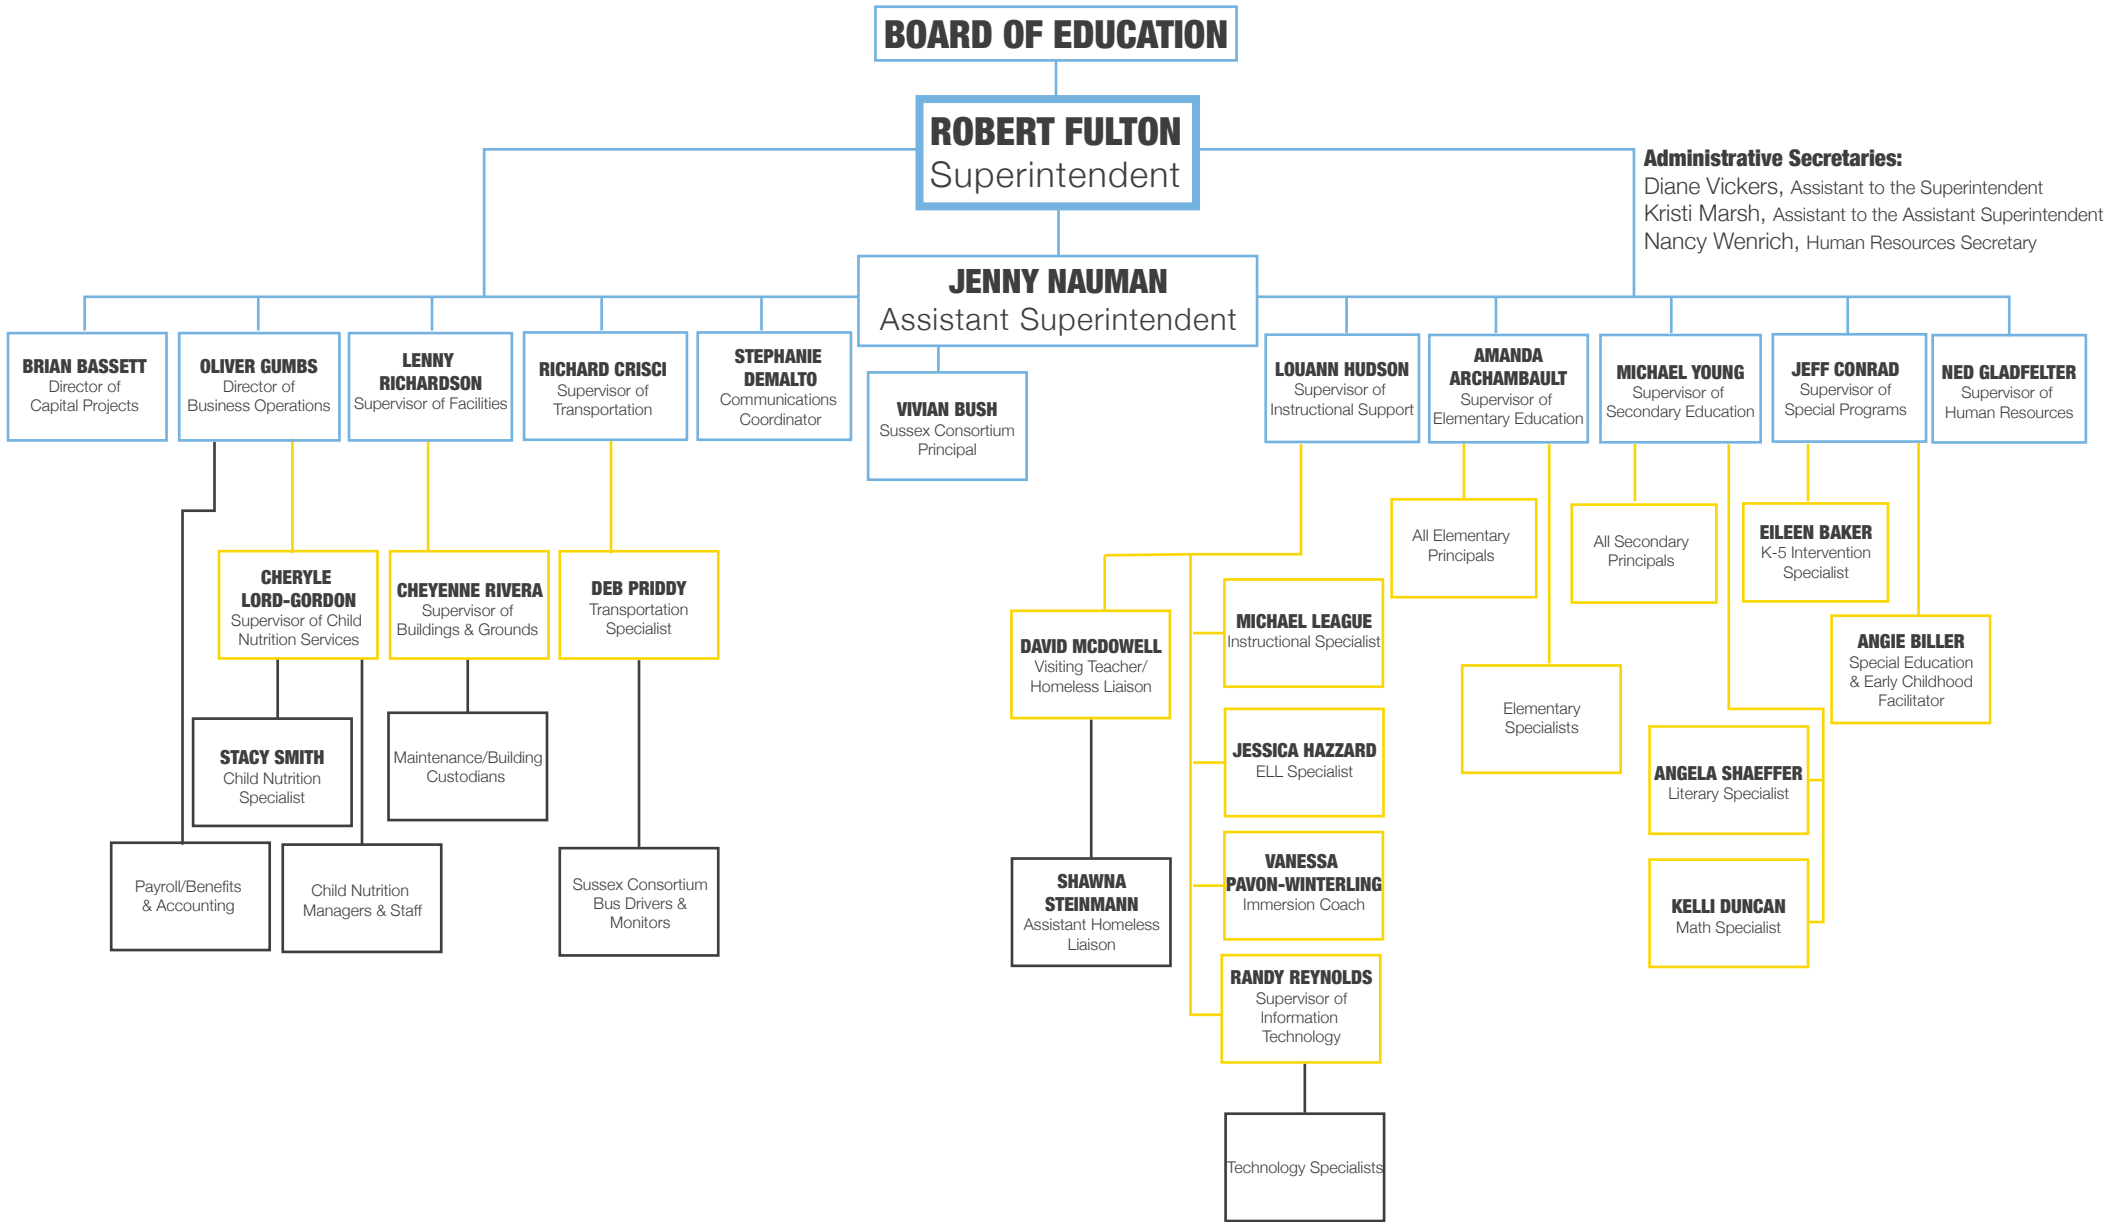 BOARD OF EDUCATION
ROBERT FULTON
Superintendent
Administrative Secretaries:
Diane Vickers, Assistant to the Superintendent
Kristi Marsh, Assistant to the Assistant Superintendent
Nancy Wenrich, Human Resources Secretary
JENNY NAUMAN
Assistant Superintendent
BRIAN BASSETT
Director of
Capital Projects
OLIVER GUMBS
Director of
Business Operations
LENNY
RICHARDSON
Supervisor of Facilities
RICHARD CRISCI
Supervisor of
Transportation
STEPHANIE
DEMALTO
Communications
Coordinator
VIVIAN BUSH
Sussex Consortium
Principal
LOUANN HUDSON
Supervisor of
Instructional Support
AMANDA
ARCHAMBAULT
Supervisor of
Elementary Education
MICHAEL YOUNG
Supervisor of
Secondary Education
JEFF CONRAD
Supervisor of
Special Programs
NED GLADFELTER
Supervisor of
Human Resources
CHERYLE
LORD-GORDON
Supervisor of Child
Nutrition Services
CHEYENNE RIVERA
Supervisor of
Buildings & Grounds
DEB PRIDDY
Transportation
Specialist
DAVID MCDOWELL
Visiting Teacher/
Homeless Liaison
MICHAEL LEAGUE
Instructional Specialist
All Elementary
Principals
All Secondary
Principals
EILEEN BAKER
K-5 Intervention
Specialist
ANGIE BILLER
Special Education
& Early Childhood
Facilitator
STACY SMITH
Child Nutrition
Specialist
Maintenance/Building
Custodians
JESSICA HAZZARD
ELL Specialist
Elementary
Specialists
ANGELA SHAEFFER
Literary Specialist
Payroll/Benefits
& Accounting
Child Nutrition
Managers & Staff
Sussex Consortium
Bus Drivers &
Monitors
SHAWNA
STEINMANN
Assistant Homeless
Liaison
VANESSA
PAVON-WINTERLING
Immersion Coach
KELLI DUNCAN
Math Specialist
RANDY REYNOLDS
Supervisor of
Information
Technology
Technology Specialists